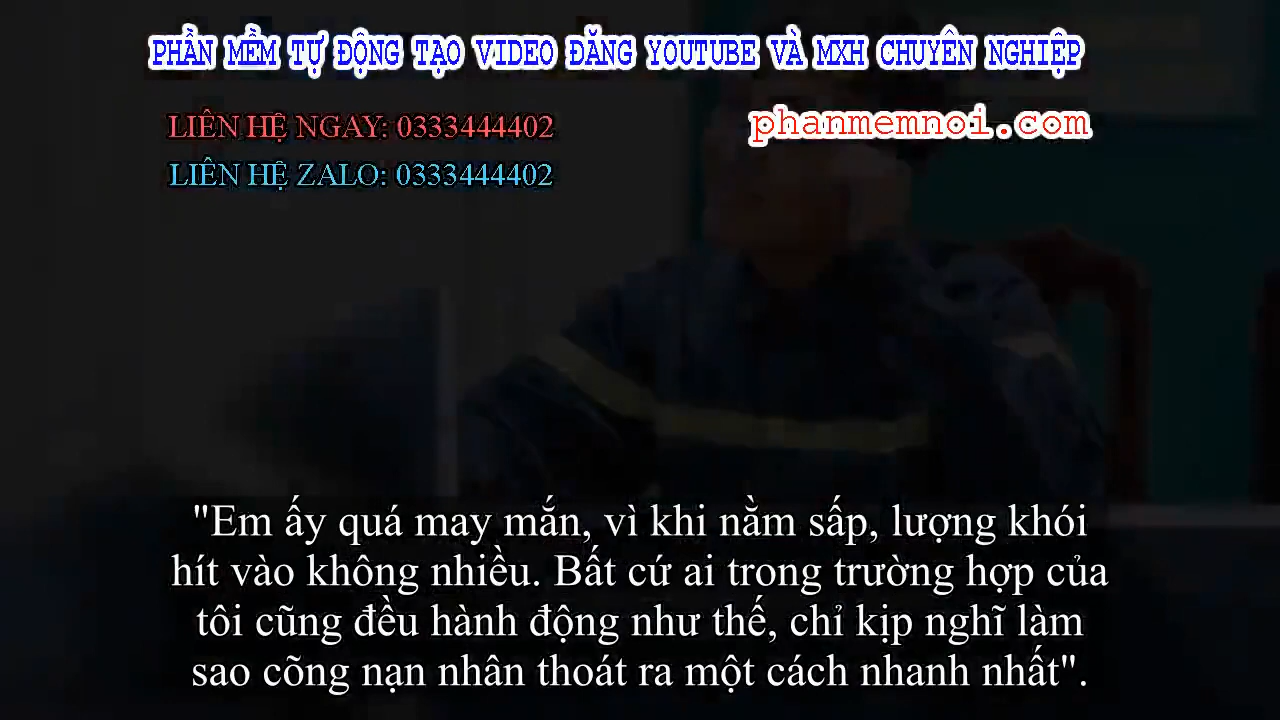 PHẦN MỀM TỰ ĐỘNG TẠO VIDEO ĐĂNG YOUTUBE VÀ MXH CHUYÊN NGHIỆP
LIÊN HỆ NGAY: 0333444402
phanmemnoi.com
LIÊN HỆ ZALO: 0333444402
"Em ấy quá may mắn, vì khi nằm sấp, lượng khói
hít vào không nhiều. Bất cứ ai trong trường hợp của
tôi cũng đều hành động như thế, chỉ kịp nghĩ làm
sao cõng nạn nhân thoát ra một cách nhanh nhất".